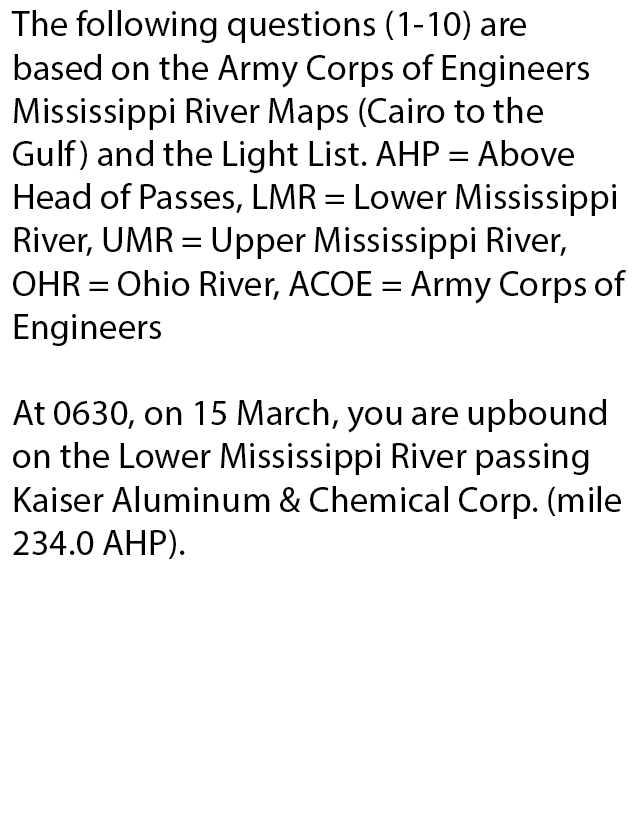 The following questions (1-10) are
based on the Army Corps of Engineers
Mississippi River Maps (Cairo to the
Gulf) and the Light List. AHP = Above
Head of Passes, LMR = Lower Mississippi
River, UMR = Upper Mississippi River,
OHR = Ohio River, ACOE = Army Corps of
Engineers
At 0630, on 15 March, you are upbound
on the Lower Mississippi River passing
Kaiser Aluminum & Chemical Corp. (mile
234.0 AHP).